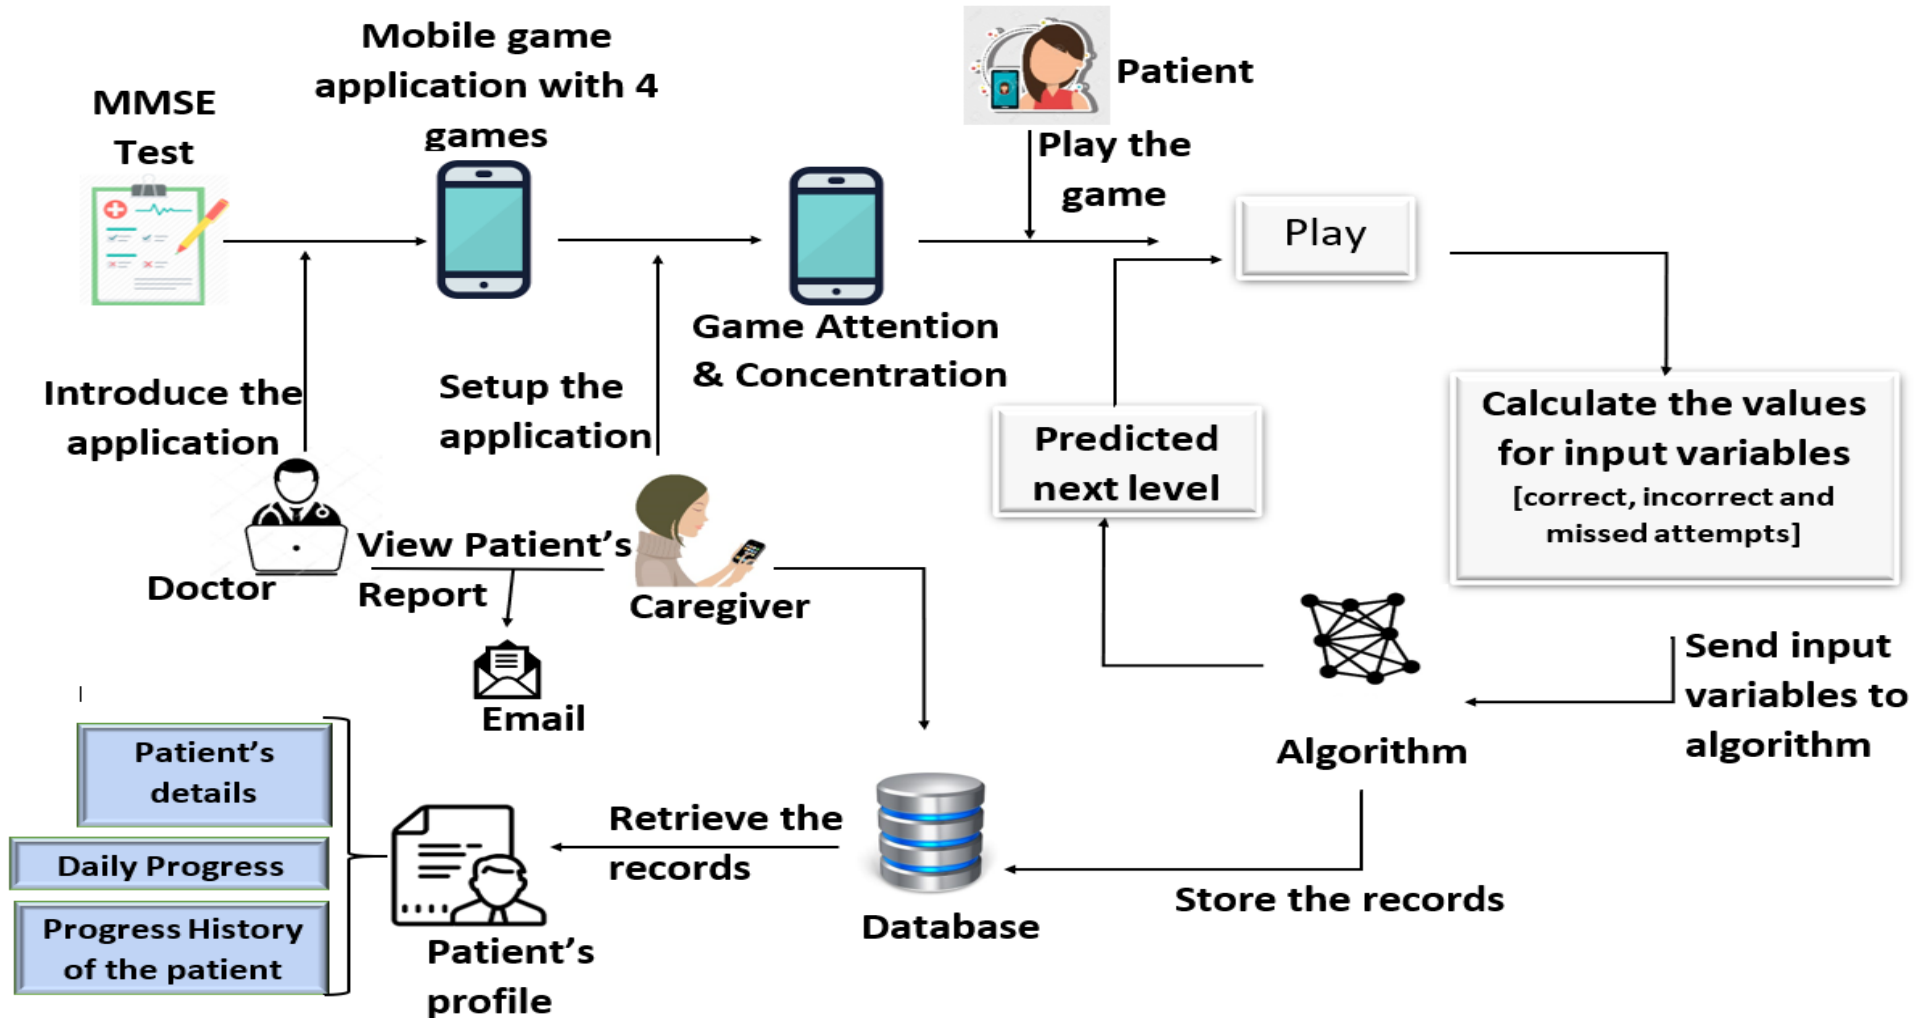 MMSE
Test
Mobile game
application with 4
games
Patient
Play the
game
Play
Introduce the
application
Setup the
application
Game Attention
& Concentration
Predicted
next level
Calculate the values
for input variables
[correct, incorrect and
missed attempts]
Doctor
View Patient's
Report
Caregiver
Email
Send input
variables to
algorithm
Algorithm
Patient's
details
Daily Progress
Progress History
of the patient
Patient's
profile
Retrieve the
records
Database
Store the records